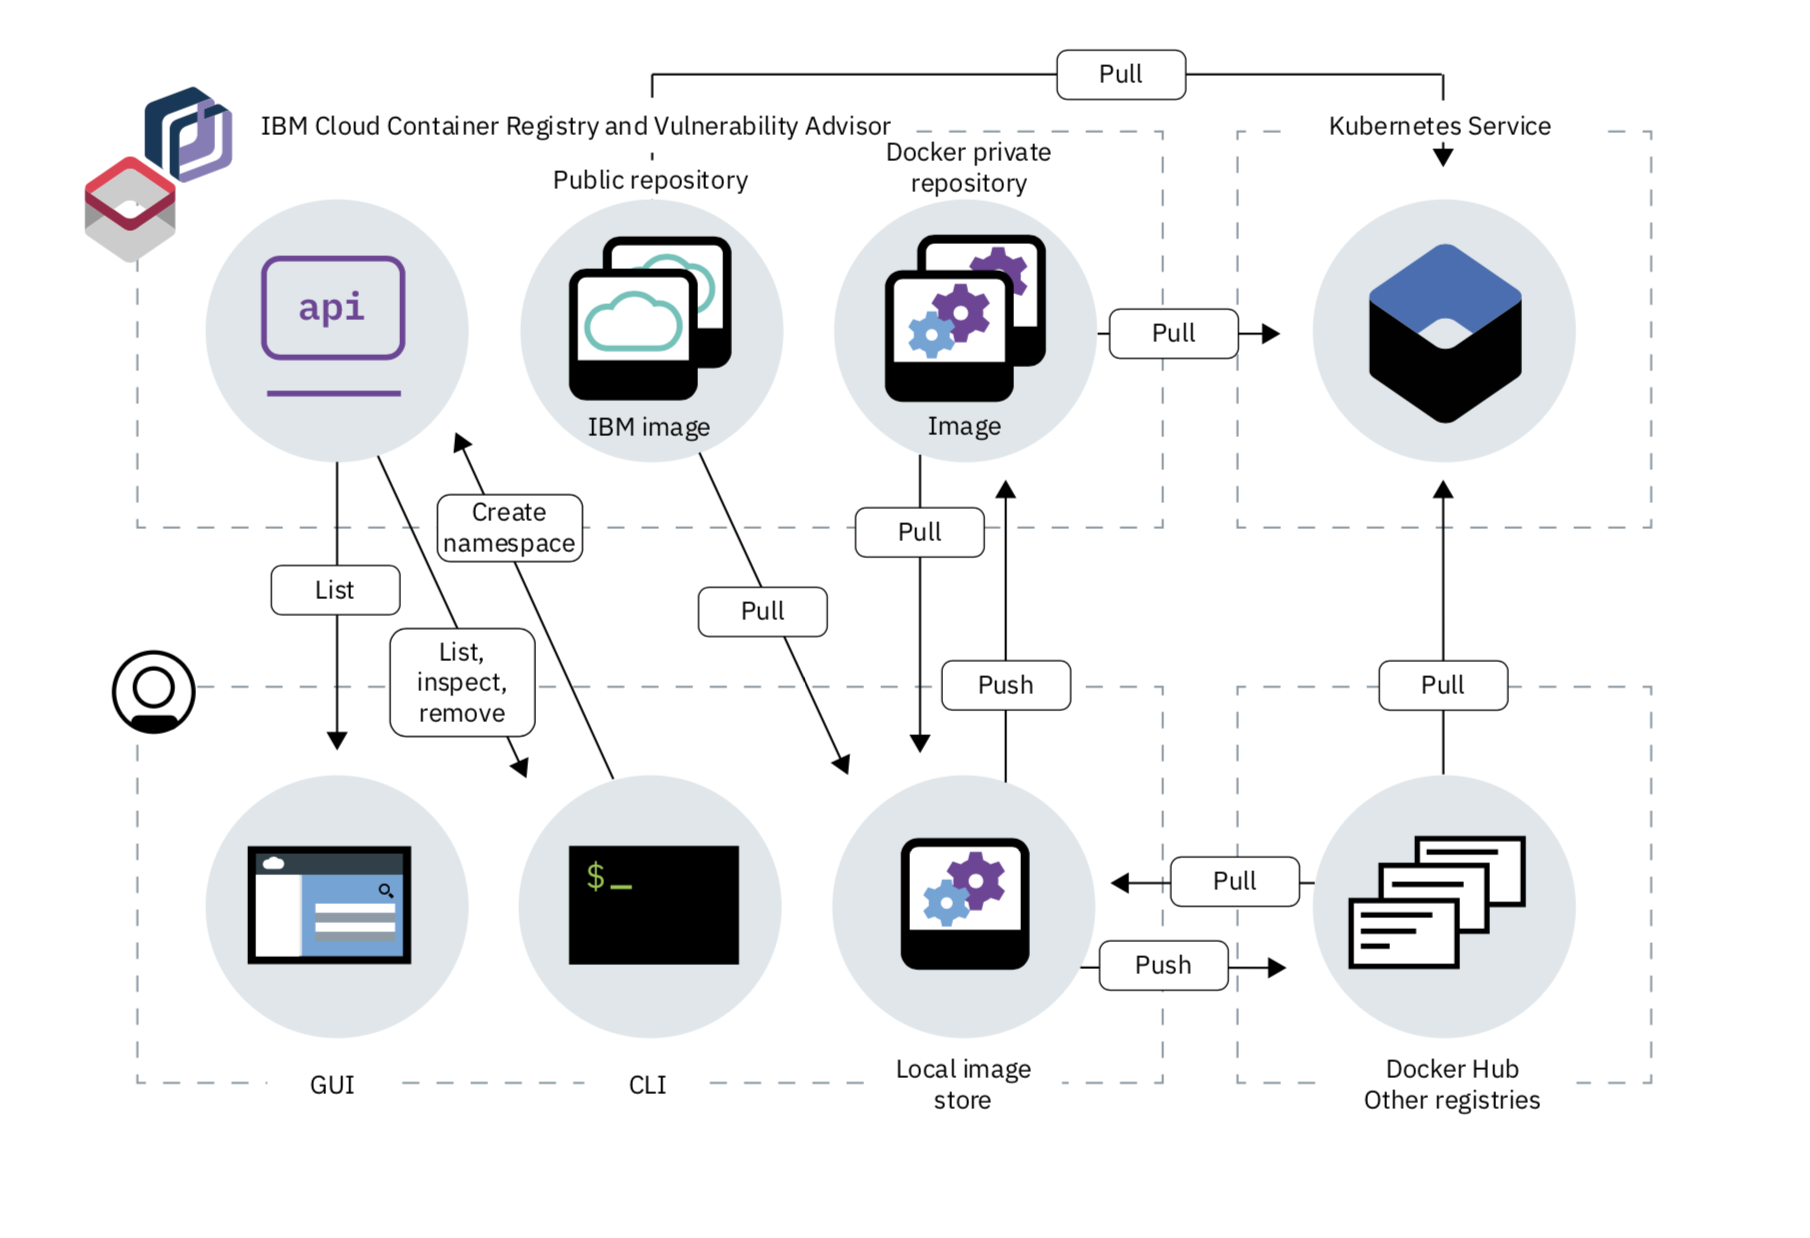 Pull
IBM Cloud Container Registry and Vulnerability Advisor
Kubernetes Service
Docker private
repository
Public repository
api
IBM image
Image
Pull
Create
namespace
Pull
List
Pull
List,
inspect,
remove
Push
Pull
$_
Pull
Push
GUI
CLI
Local image
store
Docker Hub
Other registries